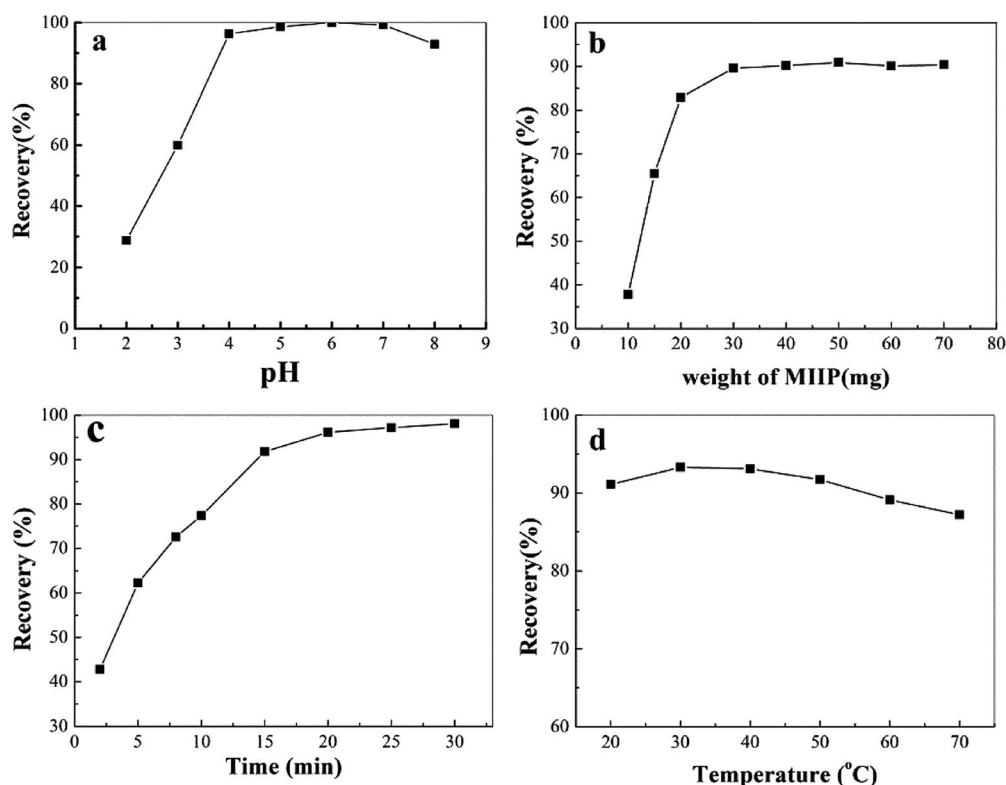 a
Recovery(%)
100
80
60
40
20
0
1 2 3 4 5 6 7 8 9
pH
b
Recovery (%)
100
90
80
70
60
50
40
30
0 10 20 30 40 50 60 70 80
weight of MIIP(mg)
c
Recovery (%)
100
90
80
70
60
50
40
30
0 5 10 15 20 25 30
Time (min)
d
Recovery(%)
100
90
80
70
60
20 30 40 50 60 70
Temperature (°C)